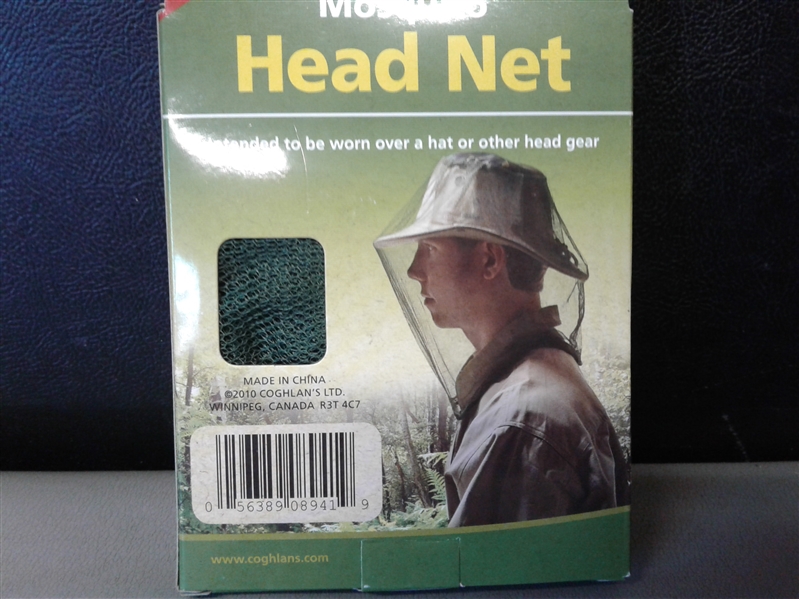 Mosquito
Head Net
Intended to be worn over a hat or other head gear
MADE IN CHINA
©2010 COGHLAN'S LTD.
WINNIPEG, CANADA R3T 4C7
0 56389 08941 9
www.coghlans.com